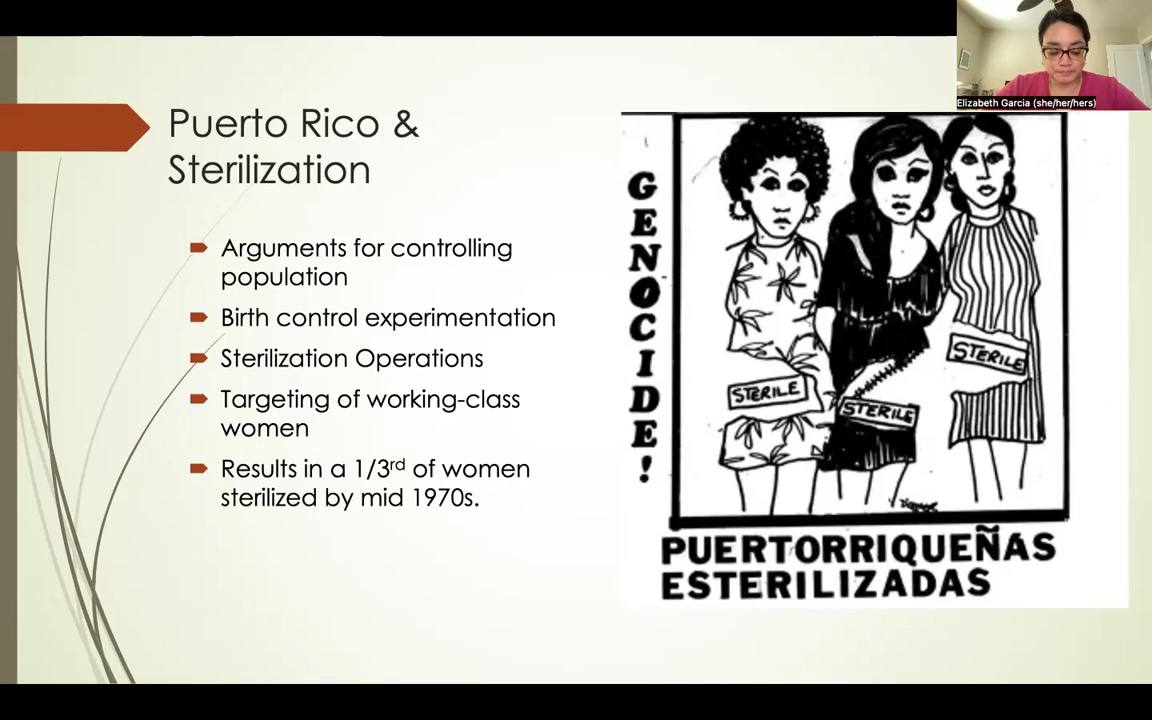 Elizabeth Garcia (she/her/hers)
Puerto Rico &
Sterilization
Arguments for controlling
population
Birth control experimentation
Sterilization Operations
Targeting of working-class
women
Results in a 1/3rd of women
sterilized by mid 1970s.
GENOCIDE!
STERILE
STERILE
STERILE
PUERTORRIQUEÑAS
ESTERILIZADAS